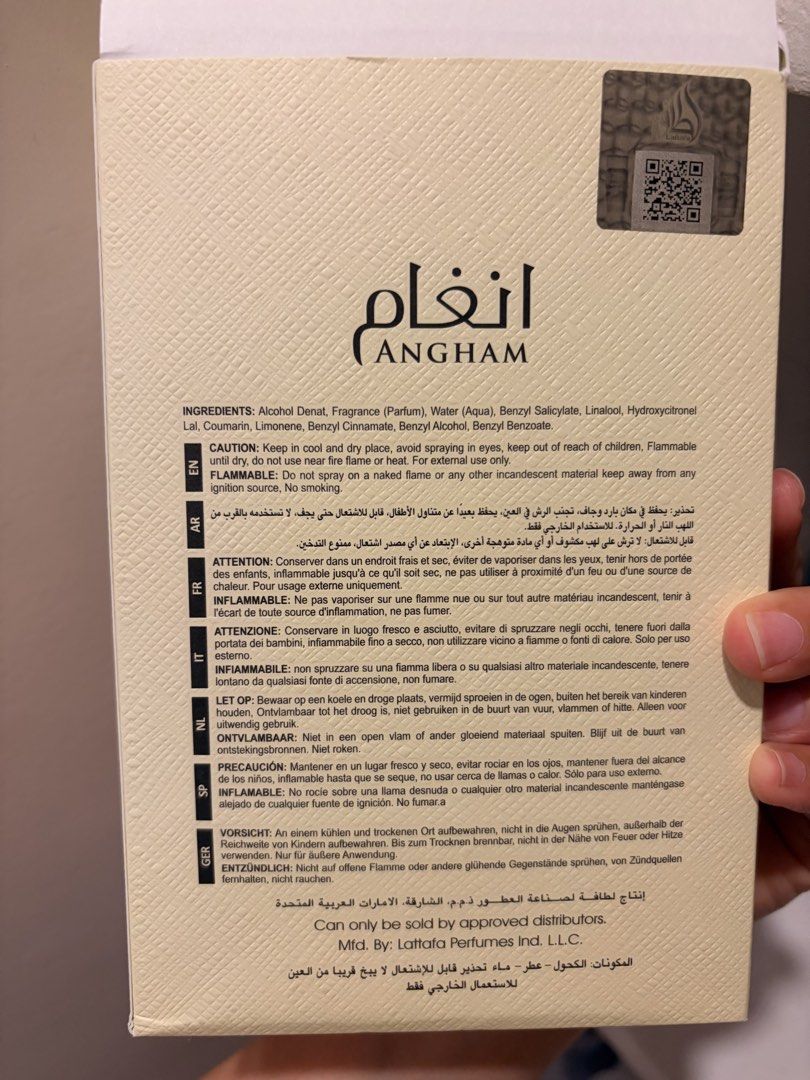 Lattafa
انغام
ANGHAM
INGREDIENTS: Alcohol Denat, Fragrance (Parfum), Water (Aqua), Benzyl Salicylate, Linalool, Hydroxycitronel
Lal, Coumarin, Limonene, Benzyl Cinnamate, Benzyl Alcohol, Benzyl Benzoate.
EN
CAUTION: Keep in cool and dry place, avoid spraying in eyes, keep out of reach of children, Flammable
until dry, do not use near fire flame or heat. For external use only.
FLAMMABLE: Do not spray on a naked flame or any other incandescent material keep away from any
ignition source, No smoking.
AR
تحذير: يحفظ في مكان بارد وجاف، تجنب الرش في العين، يحفظ بعيداً عن متناول الأطفال، قابل للاشتعال حتى يجف، لا تستخدمه بالقرب من
اللهب النار أو الحرارة. للاستخدام الخارجي فقط.
قابل للاشتعال: لا ترش على لهب مكشوف أو أي مادة متوهجة أخرى، الإبتعاد عن أي مصدر اشتعال، ممنوع التدخين.
FR
ATTENTION: Conserver dans un endroit frais et sec, éviter de vaporiser dans les yeux, tenir hors de portée
des enfants, inflammable jusqu'à ce qu'il soit sec, ne pas utiliser à proximité d'un feu ou d'une source de
chaleur. Pour usage externe uniquement.
INFLAMMABLE: Ne pas vaporiser sur une flamme nue ou sur tout autre matériau incandescent, tenir à
l'écart de toute source d'inflammation, ne pas fumer.
IT
ATTENZIONE: Conservare in luogo fresco e asciutto, evitare di spruzzare negli occhi, tenere fuori dalla
portata dei bambini, infiammabile fino a secco, non utilizzare vicino a fiamme o fonti di calore. Solo per uso
esterno.
INFIAMMABILE: non spruzzare su una fiamma libera o su qualsiasi altro materiale incandescente, tenere
lontano da qualsiasi fonte di accensione, non fumare.
NL
LET OP: Bewaar op een koele en droge plaats, vermijd sproeien in de ogen, buiten het bereik van kinderen
houden, Ontvlambaar tot het droog is, niet gebruiken in de buurt van vuur, vlammen of hitte. Alleen voor
uitwendig gebruik.
ONTVLAMBAAR: Niet in een open vlam of ander gloeiend materiaal spuiten. Blijf uit de buurt van
ontstekingsbronnen. Niet roken.
SP
PRECAUCIÓN: Mantener en un lugar fresco y seco, evitar rociar en los ojos, mantener fuera del alcance
de los niños, inflamable hasta que se seque, no usar cerca de llamas o calor. Sólo para uso externo.
INFLAMABLE: No rocíe sobre una llama desnuda o cualquier otro material incandescente manténgase
alejado de cualquier fuente de ignición. No fumar.a
GER
VORSICHT: An einem kühlen und trockenen Ort aufbewahren, nicht in die Augen sprühen, außerhalb der
Reichweite von Kindern aufbewahren. Bis zum Trocknen brennbar, nicht in der Nähe von Feuer oder Hitze
verwenden. Nur für äußere Anwendung.
ENTZÜNDLICH: Nicht auf offene Flamme oder andere glühende Gegenstände sprühen, von Zündquellen
fernhalten, nicht rauchen.
إنتاج لطافة لصناعة العطور ذ.م.م، الشارقة، الامارات العربية المتحدة
Can only be sold by approved distributors.
Mfd. By: Lattafa Perfumes Ind. L.L.C.
المكونات: الكحول - عطر - ماء تحذير قابل للإشتعال لا يبخ قريبا من العين
للاستعمال الخارجي فقط